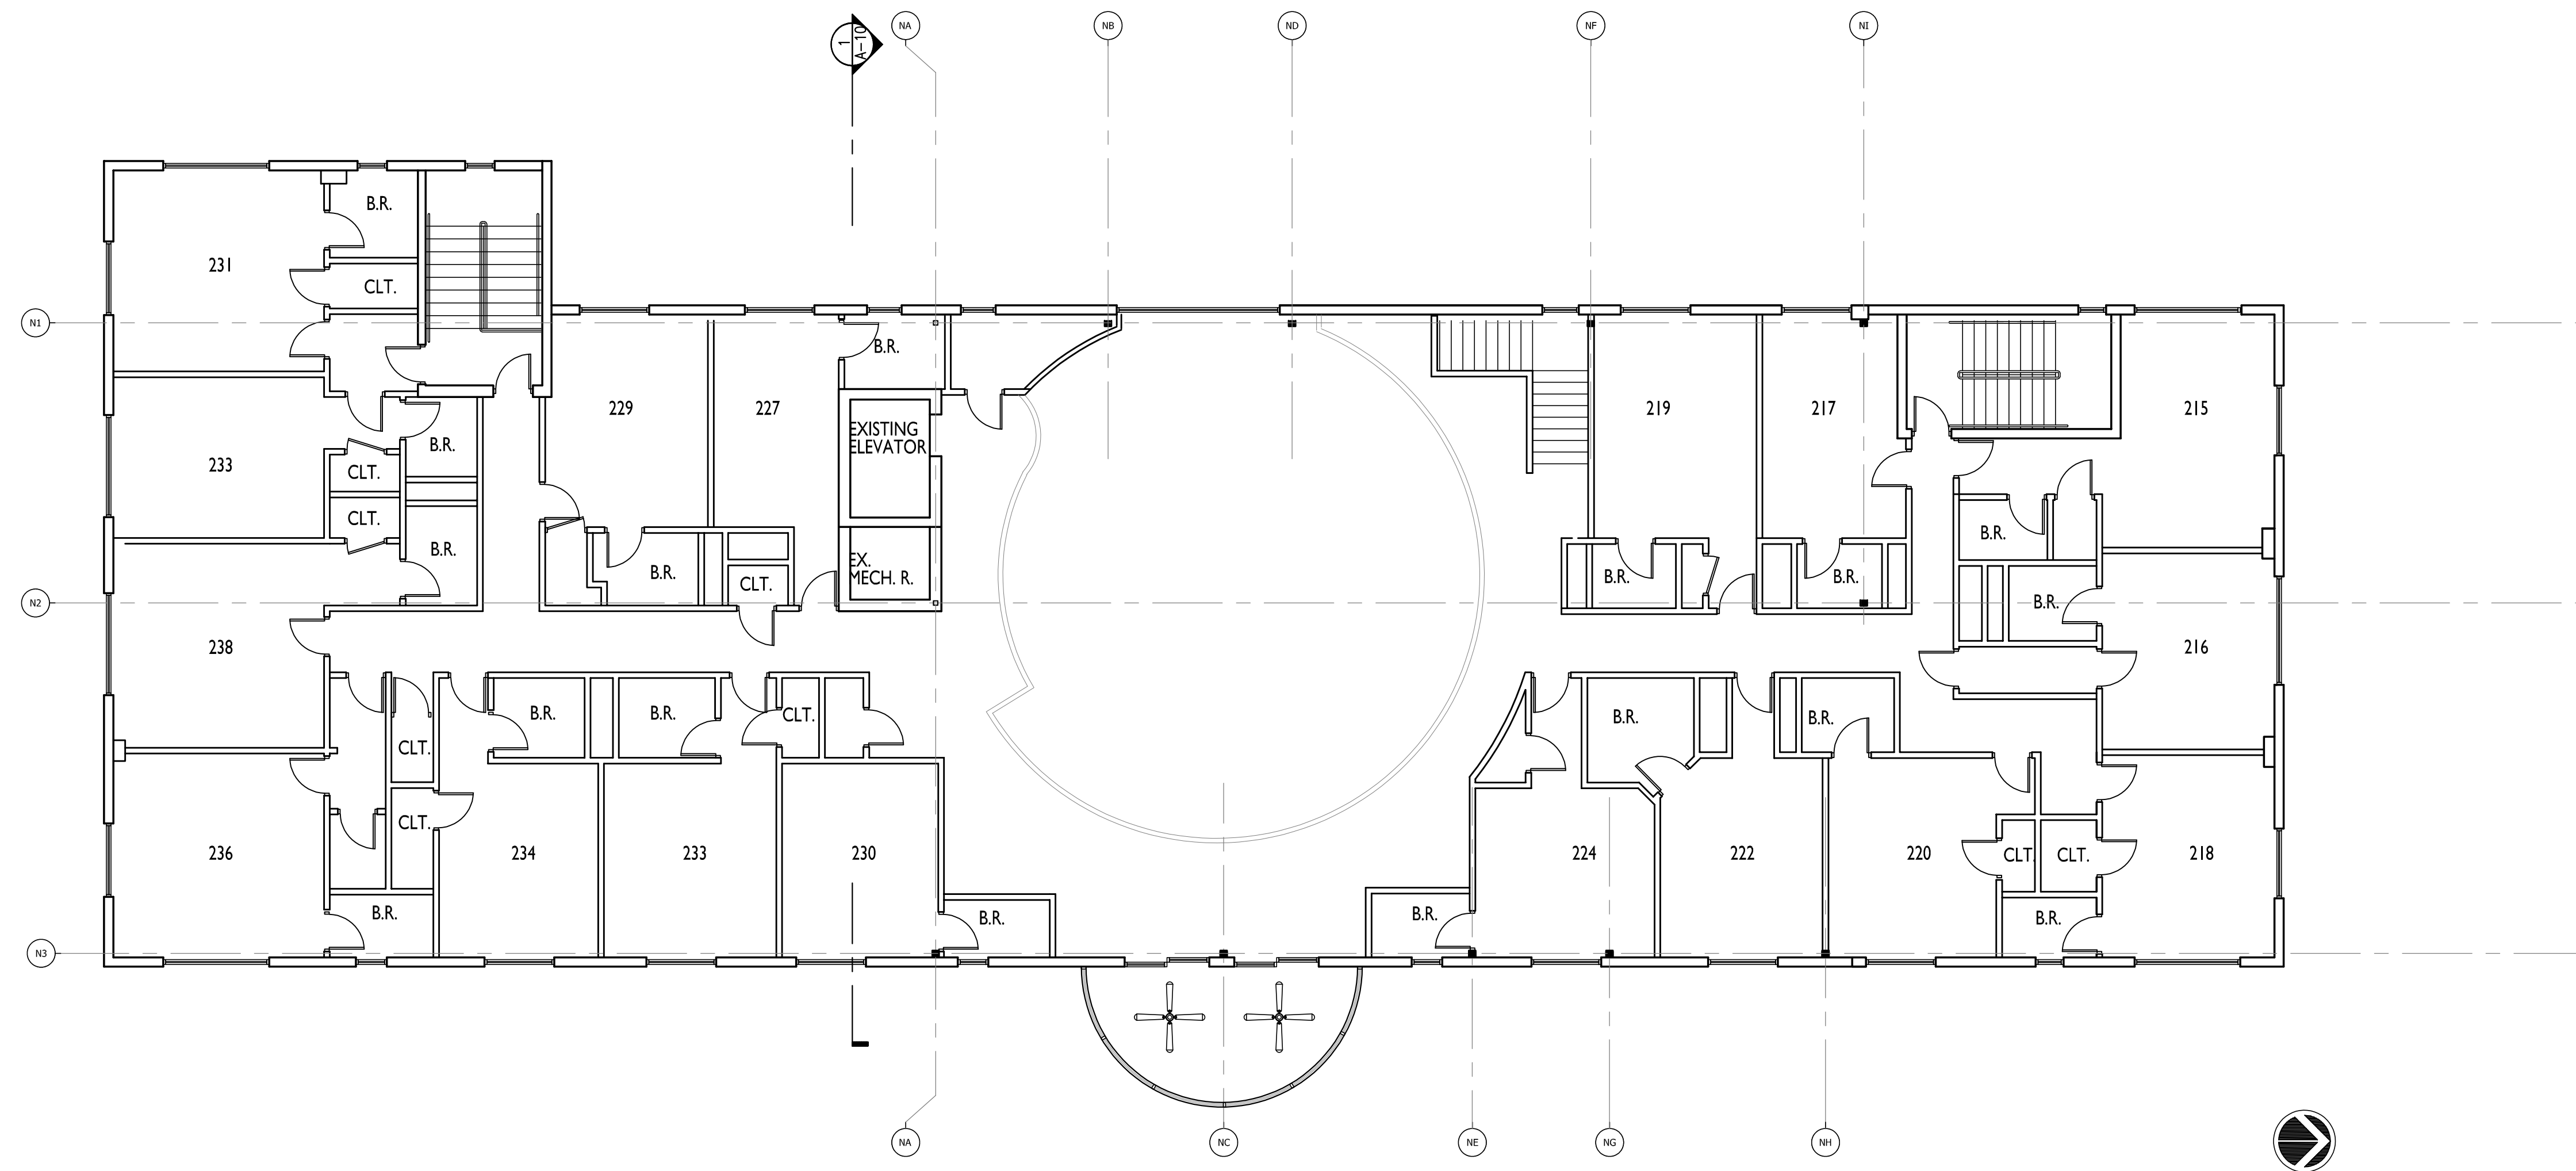 NA
NB
ND
NF
NI
1
A-10
B.R.
231
CLT.
N1
B.R.
229
227
219
217
215
EXISTING
ELEVATOR
B.R.
233
CLT.
CLT.
B.R.
B.R.
EX.
MECH. R.
B.R.
CLT.
B.R.
B.R.
B.R.
B.R.
N2
238
216
B.R.
B.R.
CLT.
B.R.
B.R.
CLT.
CLT.
236
234
233
230
224
222
220
CLT.
CLT.
218
B.R.
B.R.
B.R.
B.R.
N3
NA
NC
NE
NG
NH